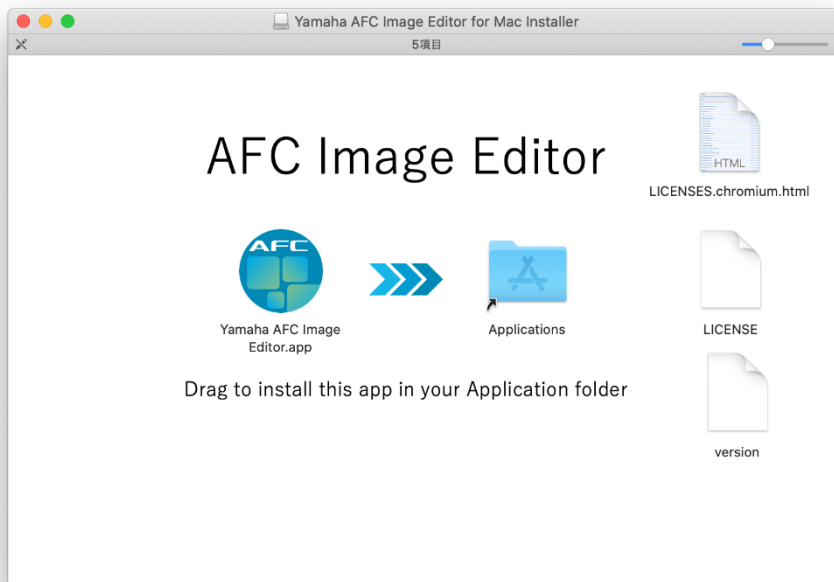 Yamaha AFC Image Editor for Mac Installer
5項目
AFC Image Editor
HTML
LICENSES.chromium.html
AFC
Yamaha AFC Image
Editor.app
Applications
LICENSE
Drag to install this app in your Application folder
version